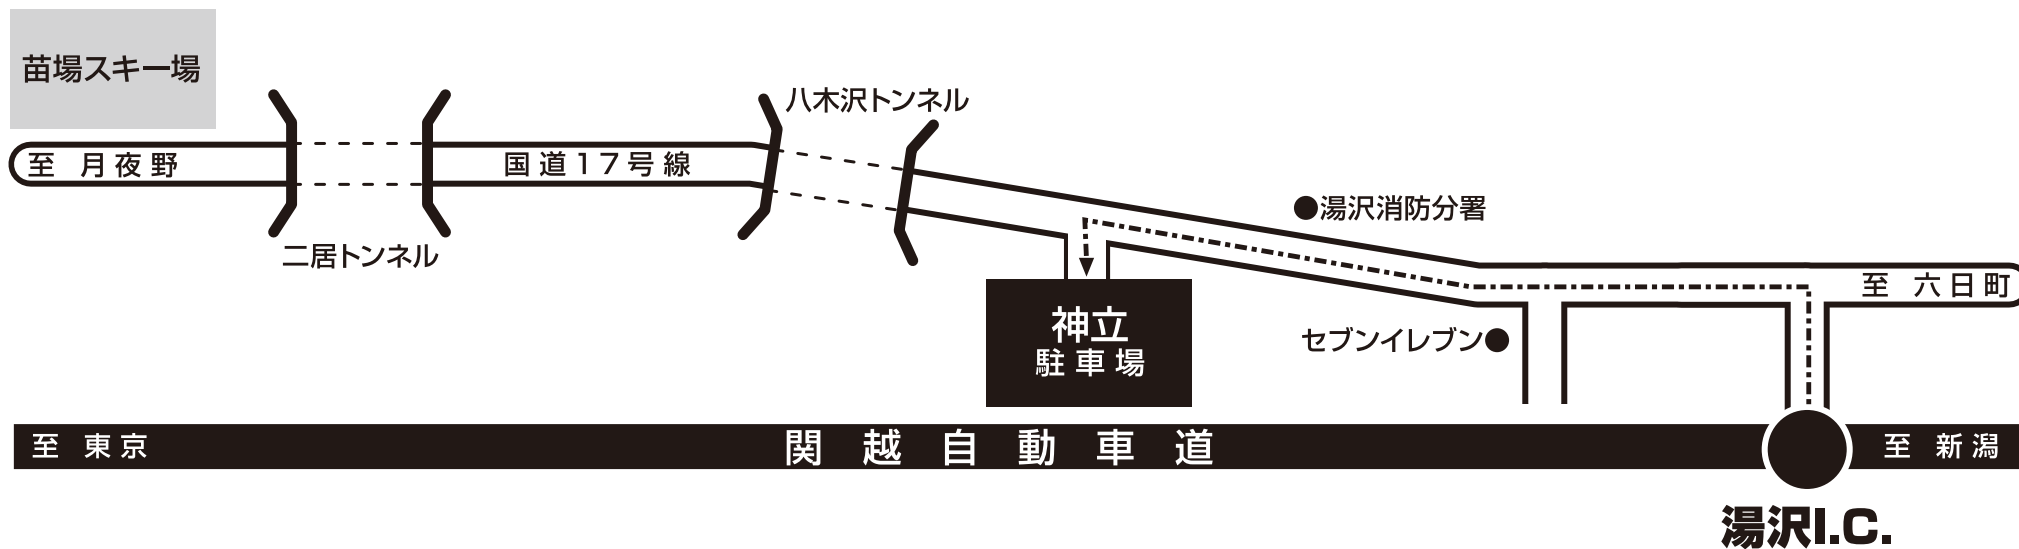 苗場スキー場
八木沢トンネル
至 月夜野
国道17号線
湯沢消防分署
二居トンネル
至 六日町
神立
駐車場
セブンイレブン
至 東京
関越自動車道
至 新潟
湯沢I.C.